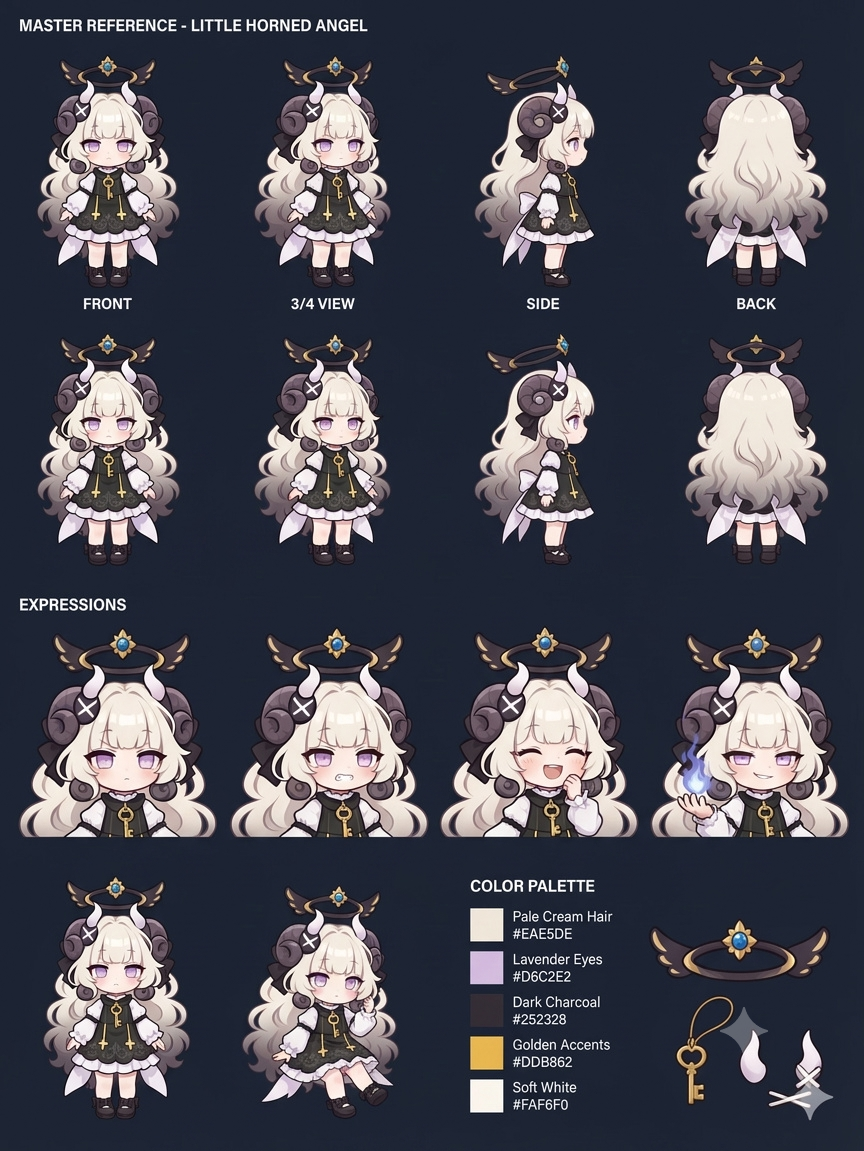 MASTER REFERENCE - LITTLE HORNED ANGEL
FRONT
3/4 VIEW
SIDE
BACK
EXPRESSIONS
COLOR PALETTE
Pale Cream Hair
#EAE5DE
Lavender Eyes
#D6C2E2
Dark Charcoal
#252328
Golden Accents
#DDB862
Soft White
#FAF6F0